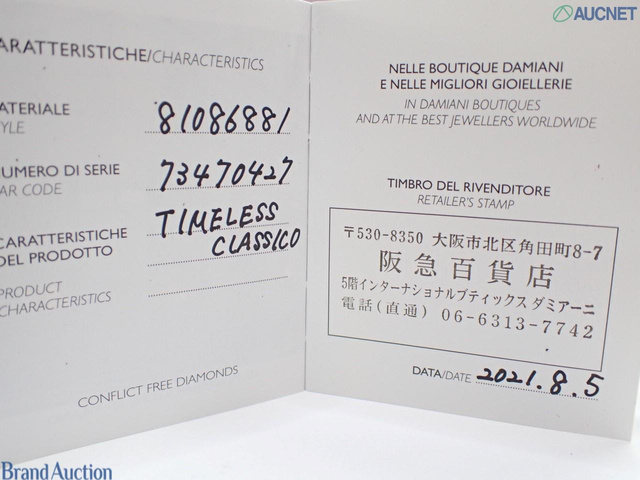 AUCNET
ARATTERISTICHE/CHARACTERISTICS
ATERIALE
YLE
81086881
UMERO DI SERIE
AR CODE
73470427
CARATTERISTICHE
DEL PRODOTTO
TIMELESS
CLASSICO
PRODUCT
CHARACTERISTICS
CONFLICT FREE DIAMONDS
NELLE BOUTIQUE DAMIANI
E NELLE MIGLIORI GIOIELLERIE
IN DAMIANI BOUTIQUES
AND AT THE BEST JEWELLERS WORLDWIDE
TIMBRO DEL RIVENDITORE
RETAILER'S STAMP
〒530-8350 大阪市北区角田町8-7
阪急百貨店
5階インターナショナルブティックス ダミアーニ
電話(直通) 06-6313-7742
DATA/DATE 2021.8.5
Brand Auction